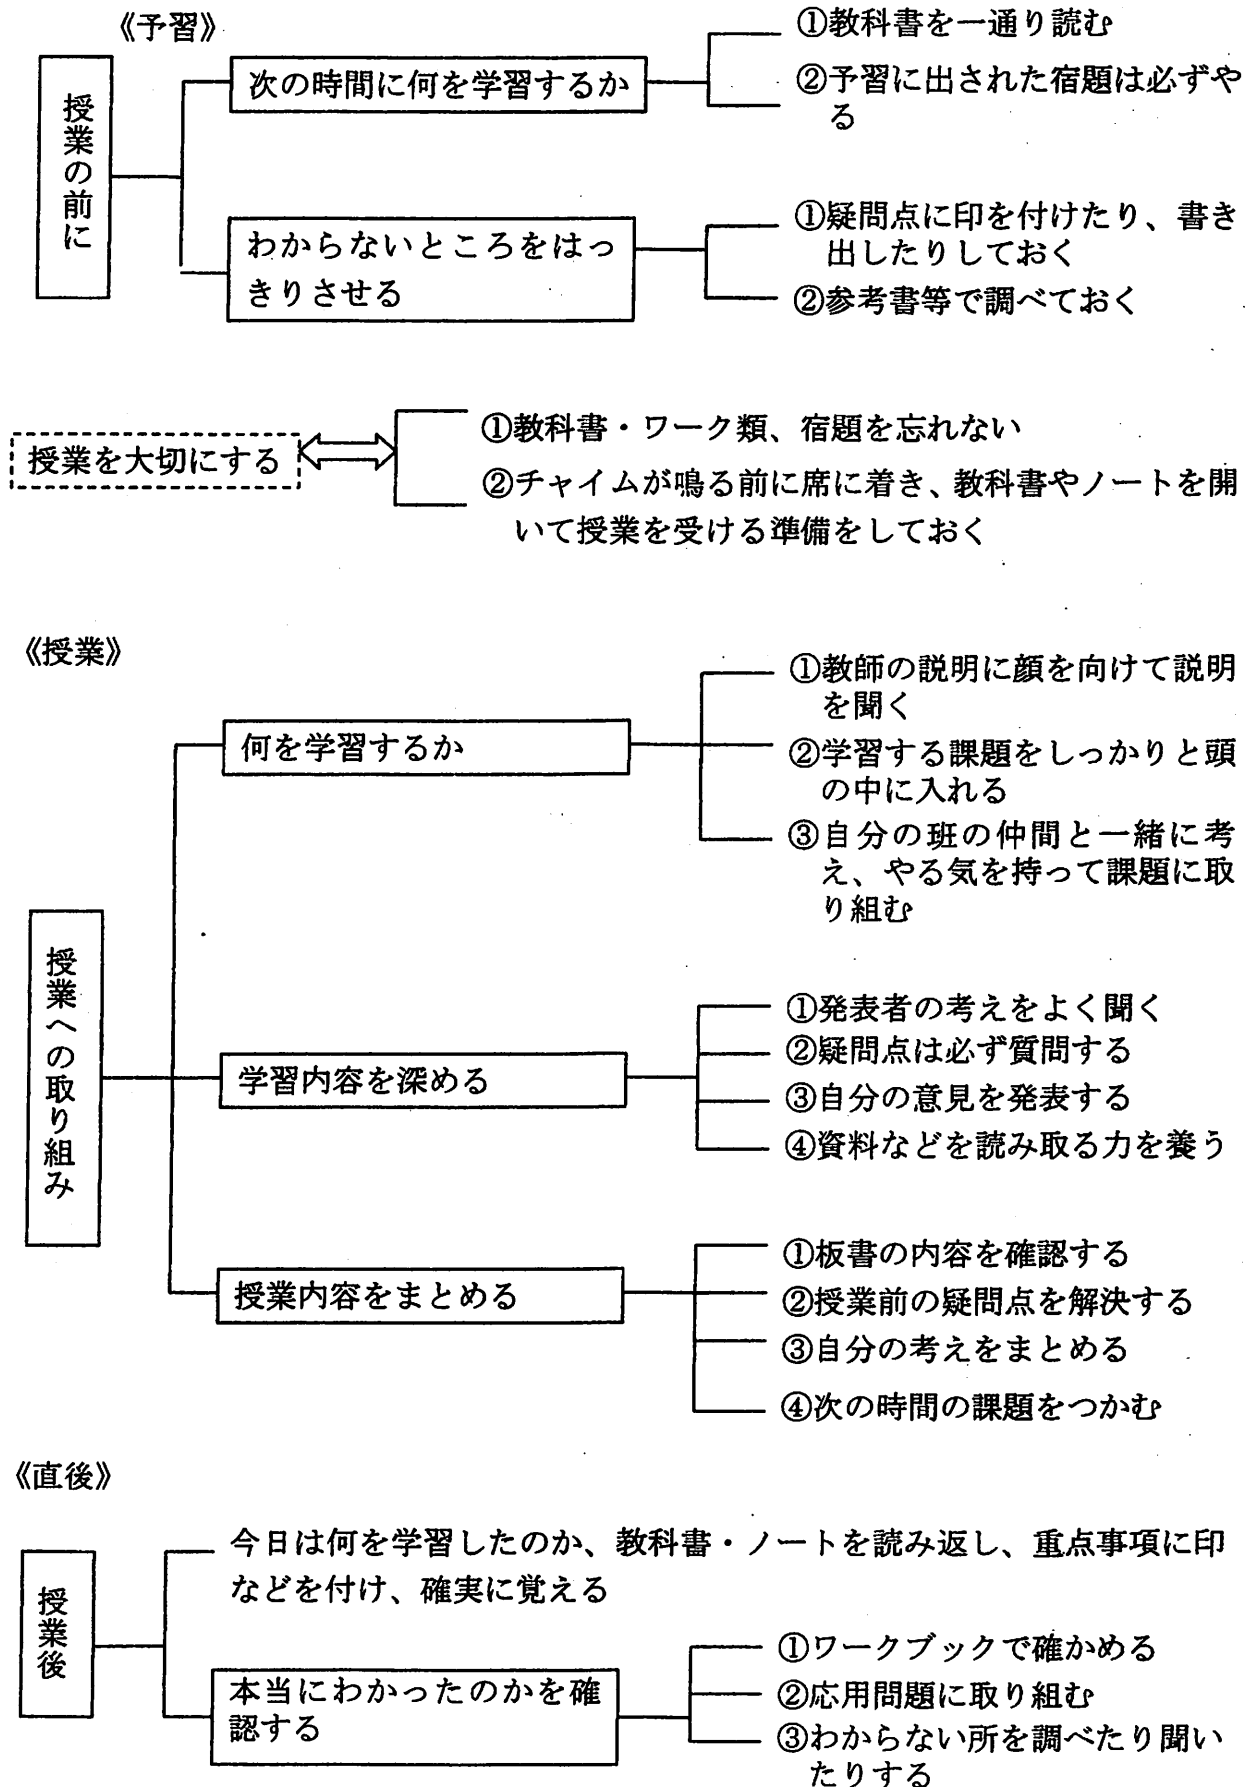 《予習》
授業の前に
次の時間に何を学習するか
①教科書を一通り読む
②予習に出された宿題は必ずや
る
わからないところをはっ
きりさせる
①疑問点に印を付けたり、書き
出したりしておく
②参考書等で調べておく
授業を大切にする
①教科書・ワーク類、宿題を忘れない
②チャイムが鳴る前に席に着き、教科書やノートを開
いて授業を受ける準備をしておく
《授業》
授業への取り組み
何を学習するか
①教師の説明に顔を向けて説明
を聞く
②学習する課題をしっかりと頭
の中に入れる
③自分の班の仲間と一緒に考
え、やる気を持って課題に取
り組む
学習内容を深める
①発表者の考えをよく聞く
②疑問点は必ず質問する
③自分の意見を発表する
④資料などを読み取る力を養う
授業内容をまとめる
①板書の内容を確認する
②授業前の疑問点を解決する
③自分の考えをまとめる
④次の時間の課題をつかむ
《直後》
授業後
今日は何を学習したのか、教科書・ノートを読み返し、重点事項に印
などを付け、確実に覚える
本当にわかったのかを確
認する
①ワークブックで確かめる
②応用問題に取り組む
③わからない所を調べたり聞い
たりする